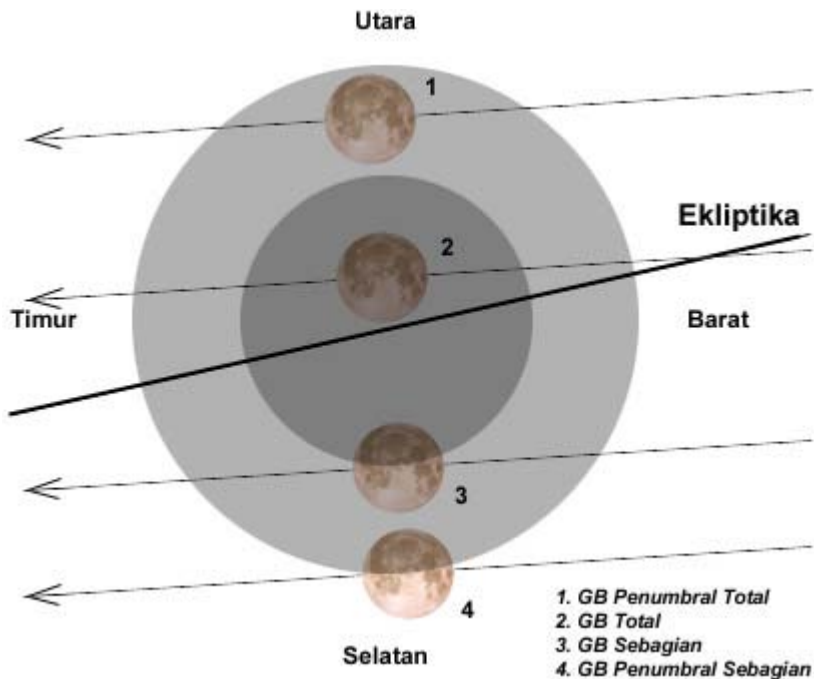 Utara
1
Ekliptika
2
Timur
Barat
3
4
1. GB Penumbral Total
2. GB Total
3. GB Sebagian
4. GB Penumbral Sebagian
Selatan